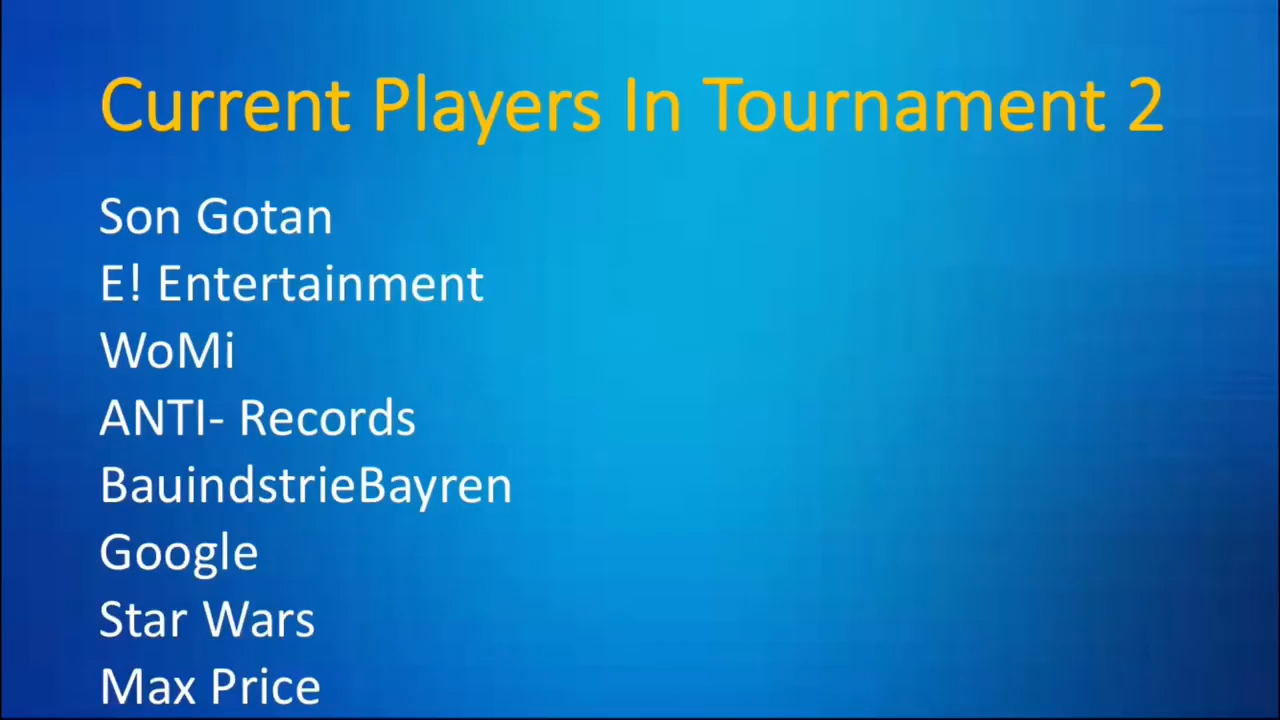 Current Players In Tournament 2
Son Gotan
E! Entertainment
WoMi
ANTI- Records
BauindstrieBayren
Google
Star Wars
Max Price